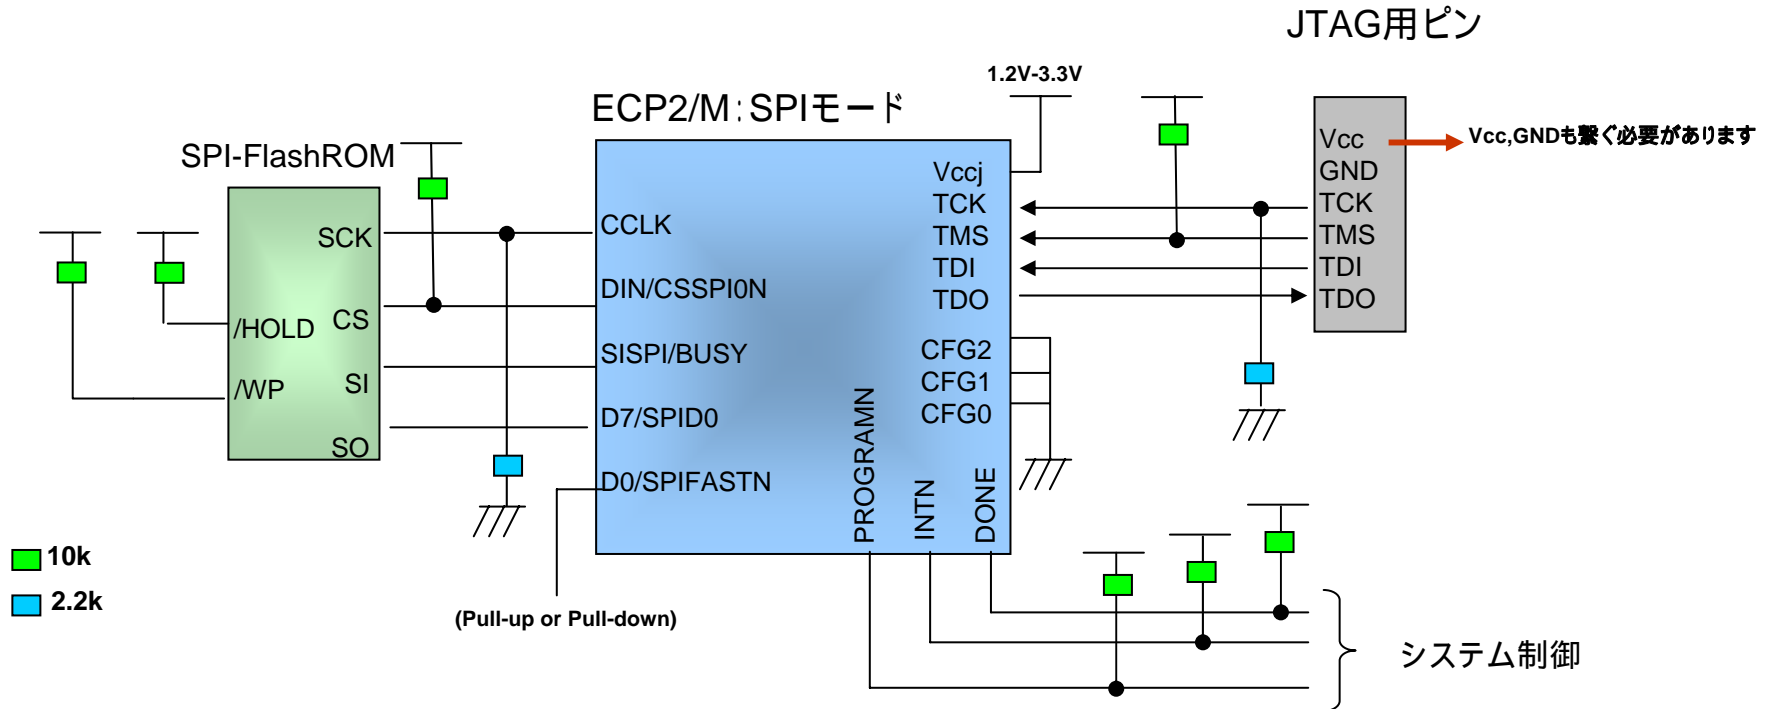 JTAG用ピン
1.2V-3.3V
ECP2/M:SPIモード
SPI-FlashROM
Vcc
GND
TCK
TMS
TDI
TDO
Vcc,GNDも繋ぐ必要があります
SCK
CS
SI
SO
/HOLD
/WP
CCLK
DIN/CSSPI0N
SISPI/BUSY
D7/SPID0
D0/SPIFASTN
Vccj
TCK
TMS
TDI
TDO
CFG2
CFG1
CFG0
PROGRAMN
INTN
DONE
10k
2.2k
(Pull-up or Pull-down)
システム制御